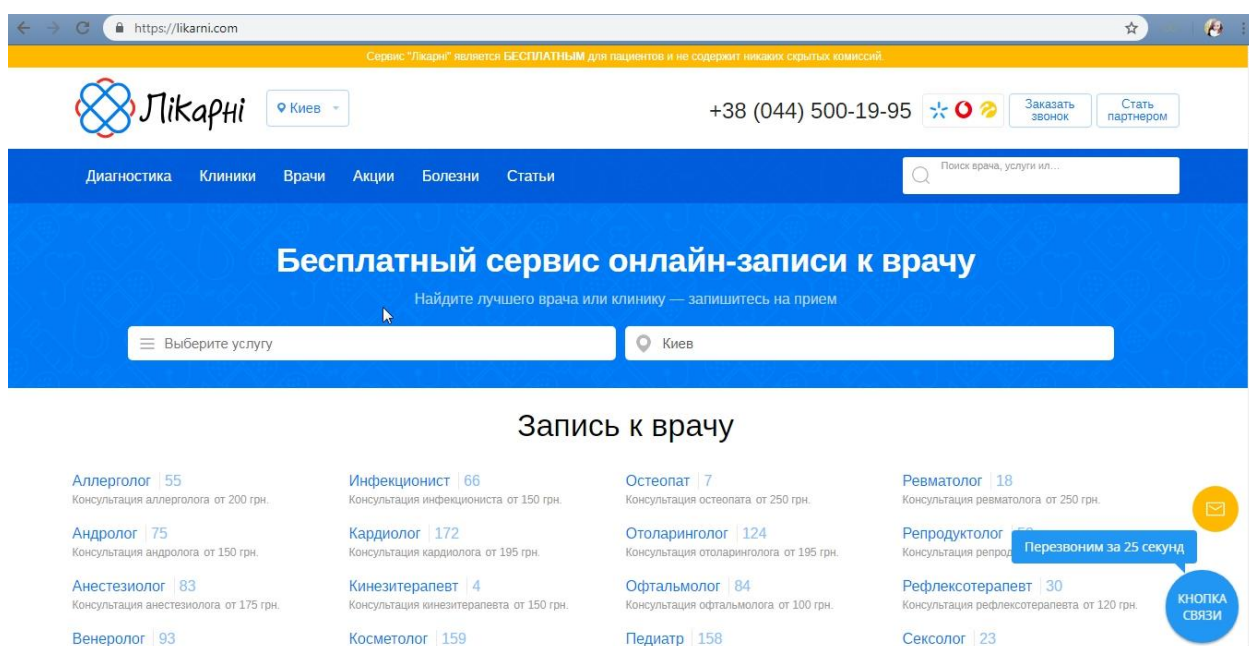 https://likarni.com
Сервис "Лікарні" является БЕСПЛАТНЫМ для пациентов и не содержит никаких скрытых комиссий.
Лікарні
Киев
+38 (044) 500-19-95
Заказать
звонок
Стать
партнером
Диагностика Клиники Врачи Акции Болезни Статьи
Поиск врача, услуги ил...
Бесплатный сервис онлайн-записи к врачу
Найдите лучшего врача или клинику — запишитесь на прием
Выберите услугу
Киев
Запись к врачу
Аллерголог 55
Консультация аллерголога от 200 грн.
Инфекционист 66
Консультация инфекциониста от 150 грн.
Остеопат 7
Консультация остеопата от 250 грн.
Ревматолог 18
Консультация ревматолога от 250 грн.
Андролог 75
Консультация андролога от 150 грн.
Кардиолог 172
Консультация кардиолога от 195 грн.
Отоларинголог 124
Консультация отоларинголога от 195 грн.
Репродуктолог
Консультация
Перезвоним за 25 секунд
Анестезиолог 83
Консультация анестезиолога от 175 грн.
Кинезитерапевт 4
Консультация кинезитерапевта от 150 грн.
Офтальмолог 84
Консультация офтальмолога от 100 грн.
Рефлексотерапевт 30
Консультация рефлексотерапевта от 120 грн.
КНОПКА
СВЯЗИ
Венеролог 93
Косметолог 159
Педиатр 158
Сексолог 23